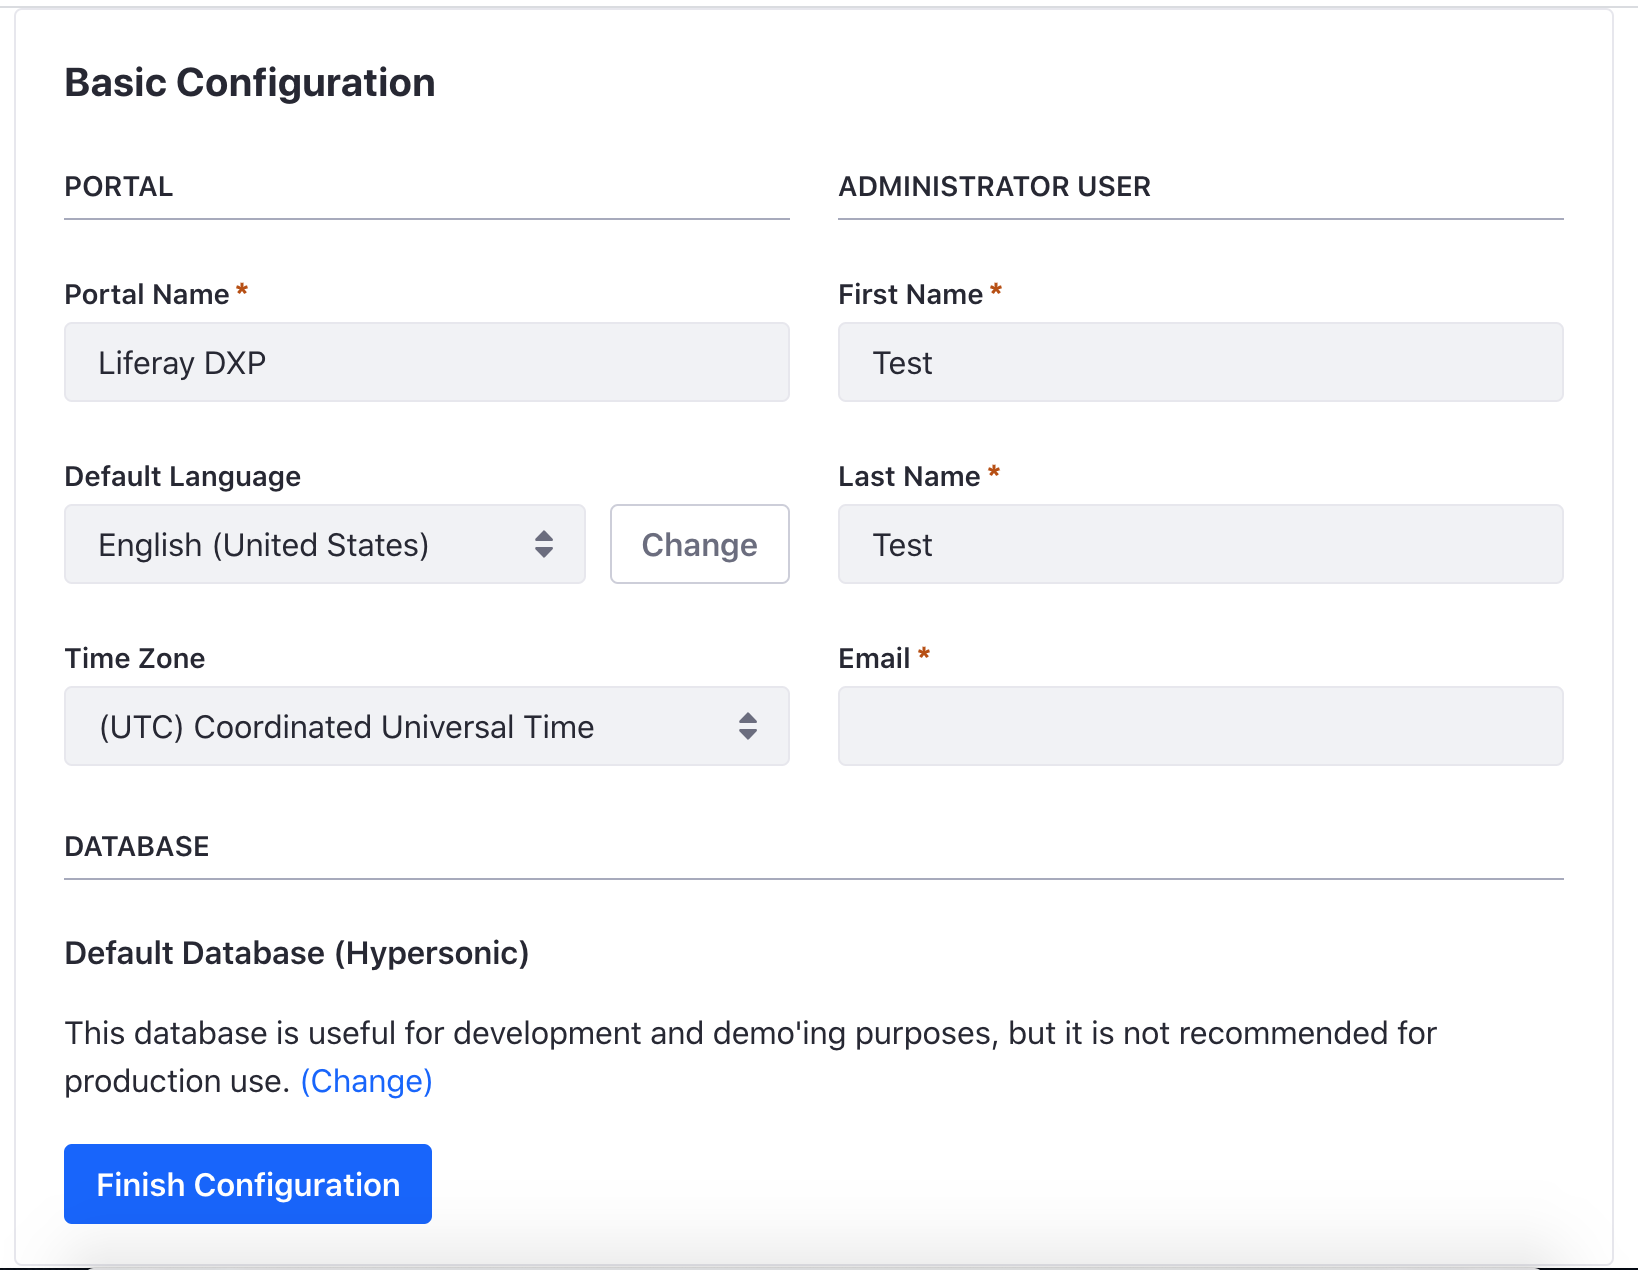 Basic Configuration
PORTAL
Portal Name *
Liferay DXP
Default Language
English (United States)
Change
Time Zone
(UTC) Coordinated Universal Time
ADMINISTRATOR USER
First Name *
Test
Last Name *
Test
Email *
DATABASE
Default Database (Hypersonic)
This database is useful for development and demo'ing purposes, but it is not recommended for
production use. (Change)
Finish Configuration